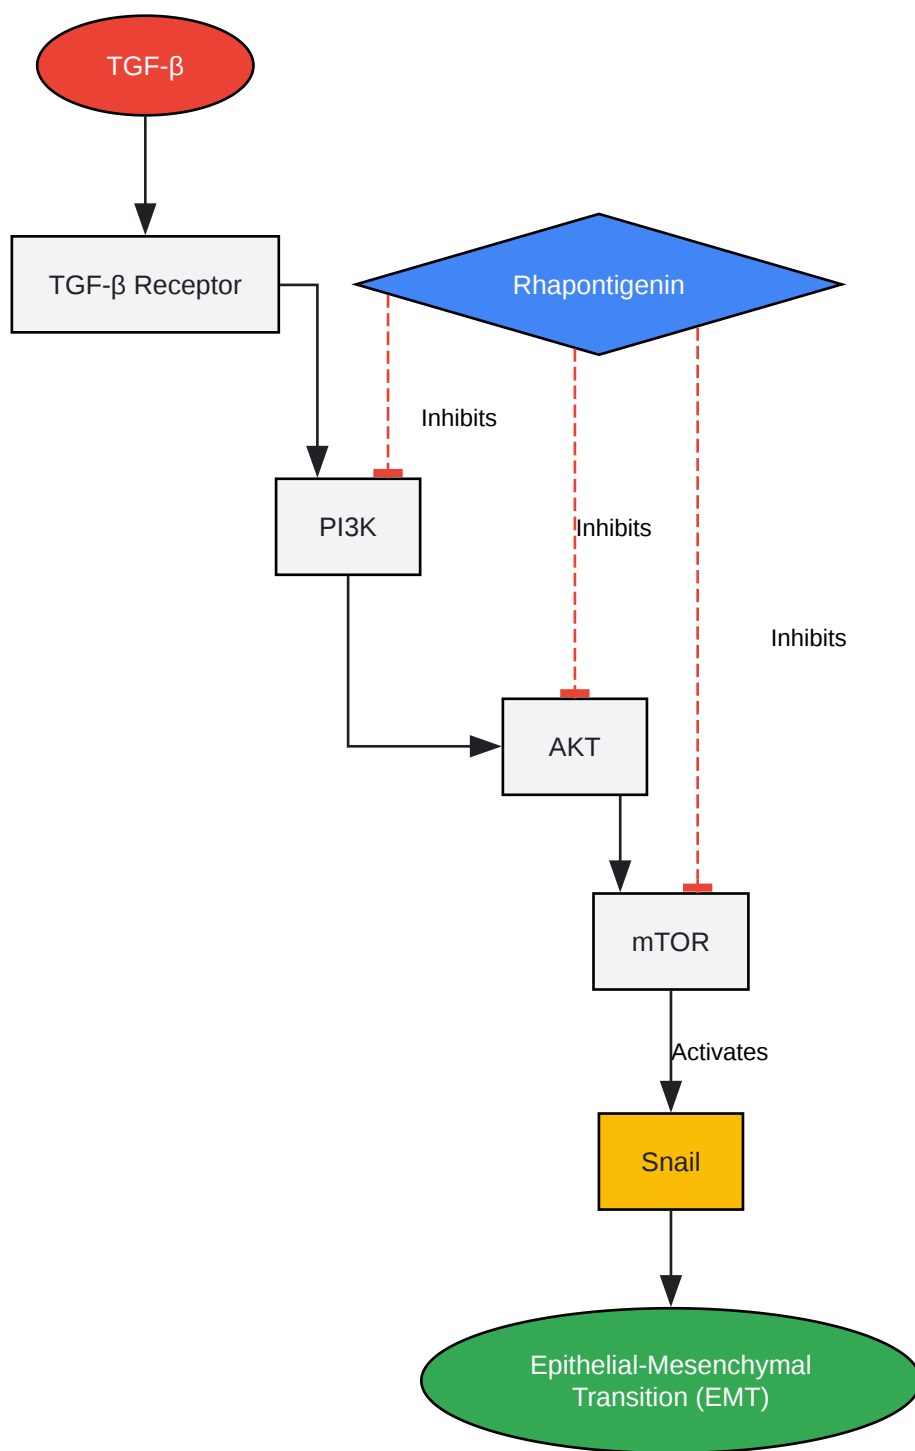 TGF-β
TGF-β Receptor
Rhapontigenin
Inhibits
PI3K
Inhibits
Inhibits
AKT
mTOR
Activates
Snail
Epithelial-Mesenchymal
Transition (EMT)